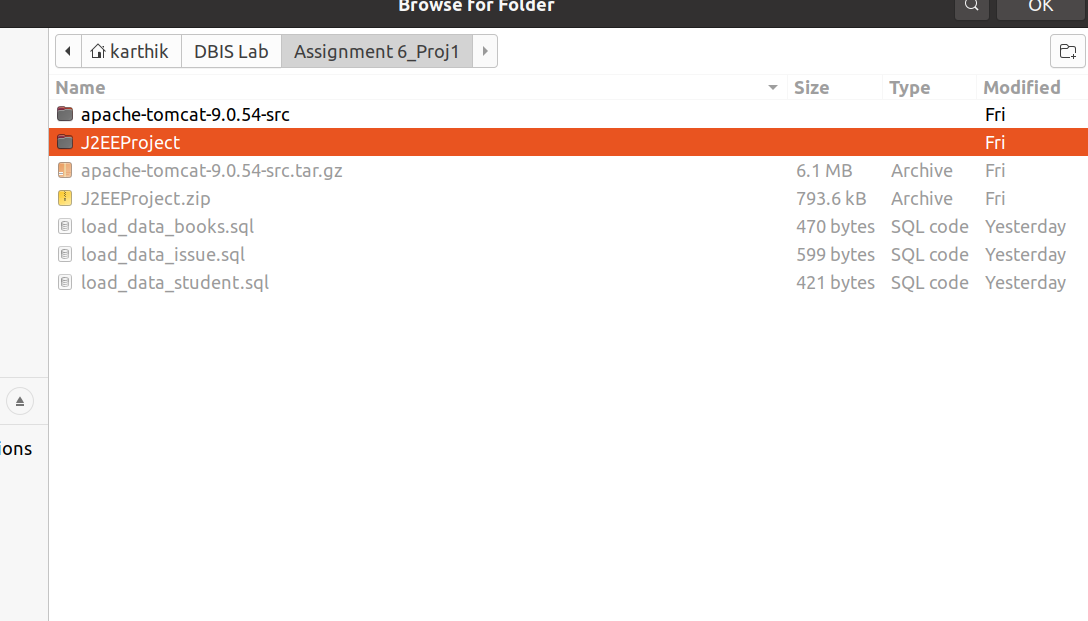 Browse for Folder
OK
karthik DBIS Lab Assignment 6_Proj1
Name Size Type Modified
apache-tomcat-9.0.54-src Fri
J2EEProject Fri
apache-tomcat-9.0.54-src.tar.gz 6.1 MB Archive Fri
J2EEProject.zip 793.6 kB Archive Fri
load_data_books.sql 470 bytes SQL code Yesterday
load_data_issue.sql 599 bytes SQL code Yesterday
load_data_student.sql 421 bytes SQL code Yesterday
ions